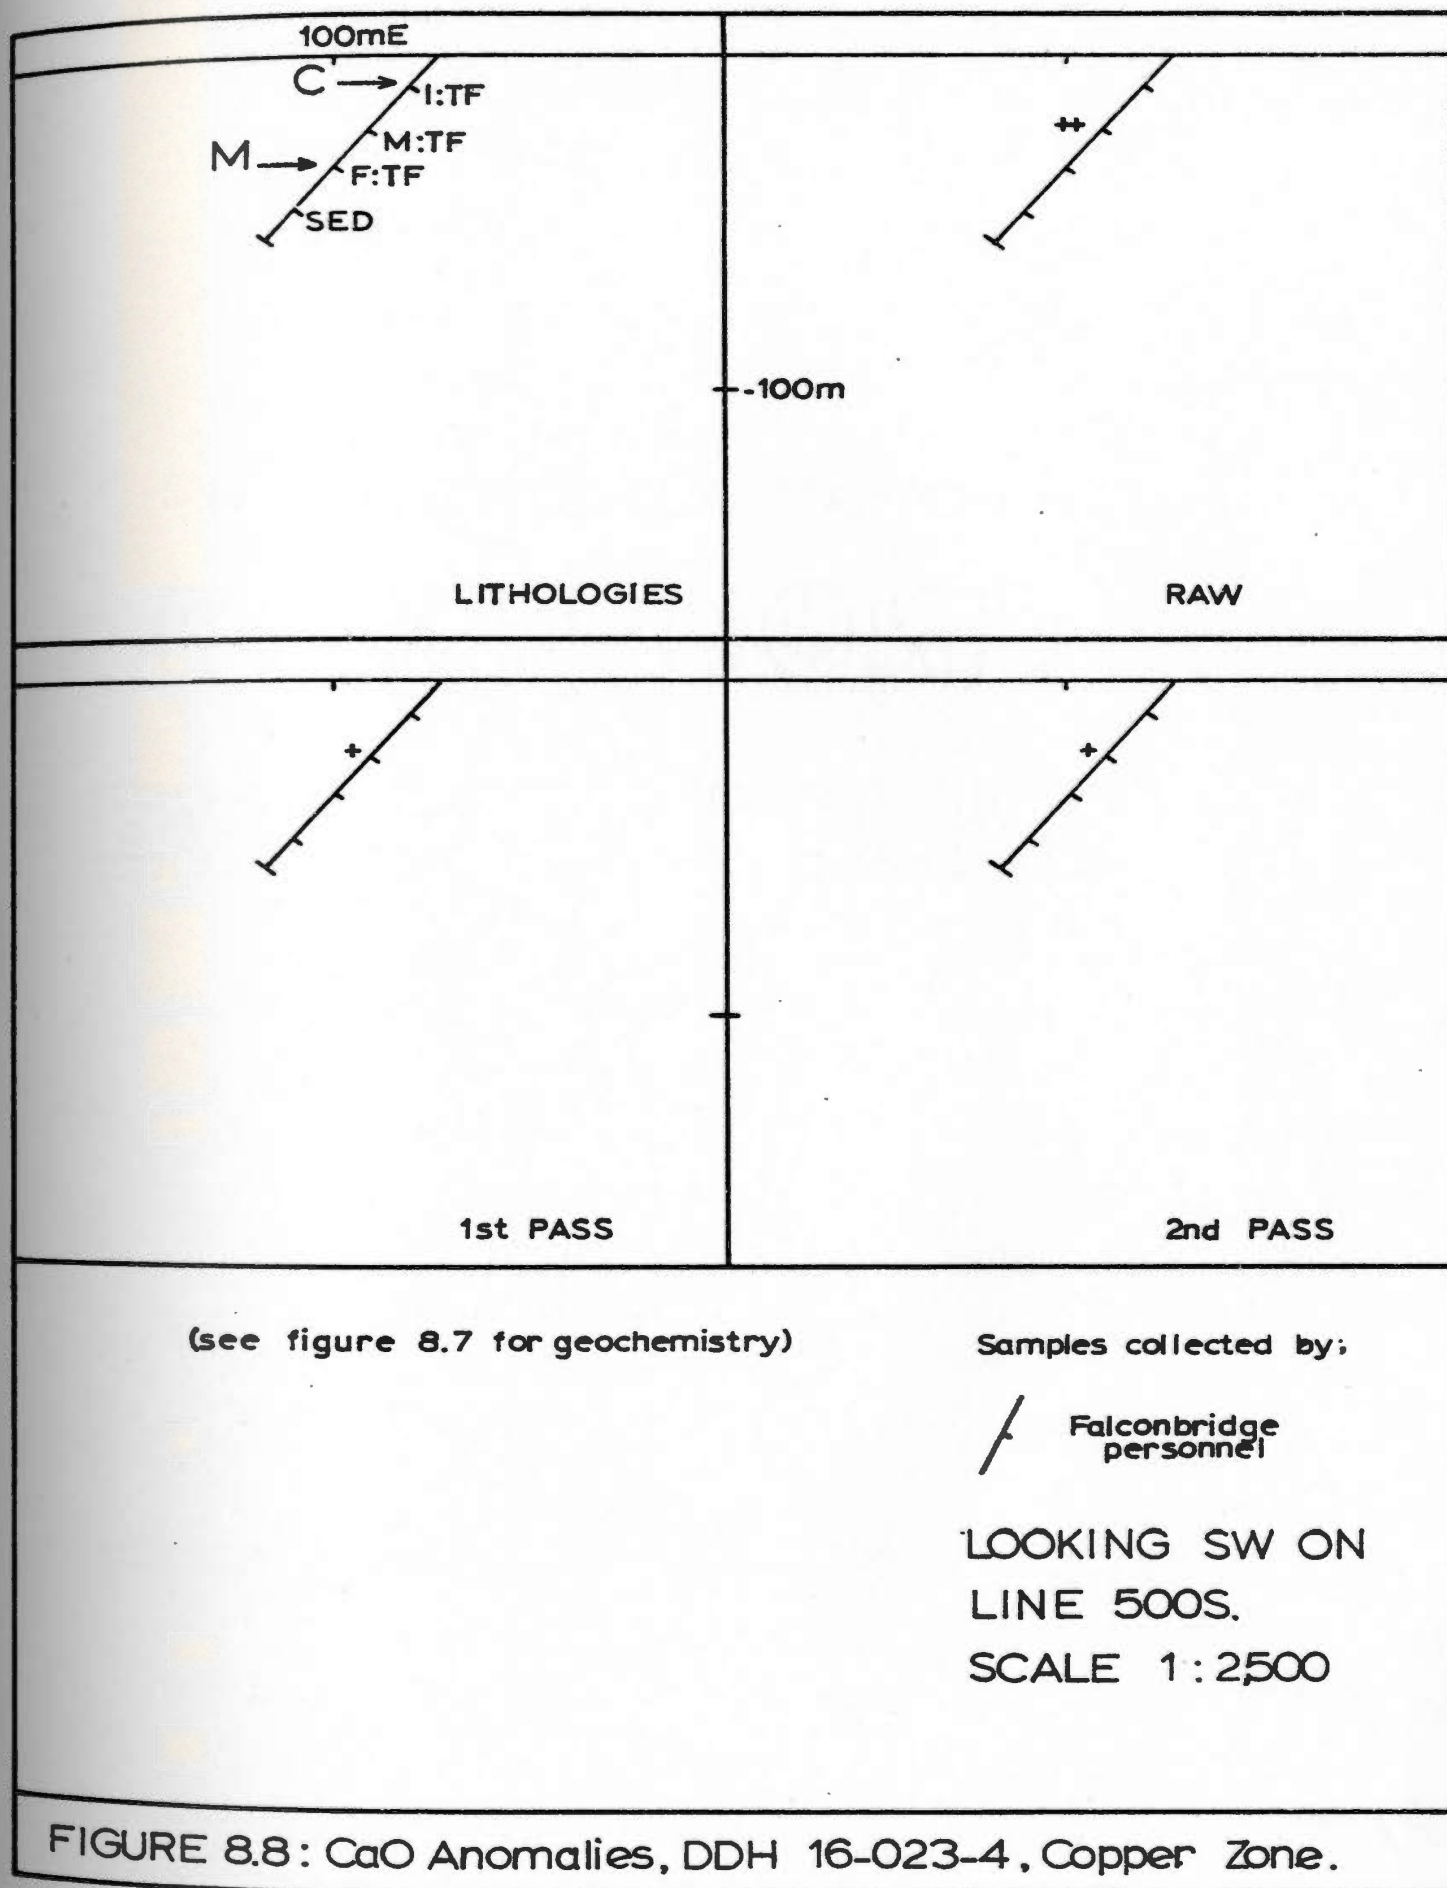 100mE
C
I:TF
M:TF
M
F:TF
SED
++
-100m
LITHOLOGIES
RAW
+
+
1st PASS
2nd PASS
(see figure 8.7 for geochemistry)
Samples collected by;
Falconbridge
personnel
LOOKING SW ON
LINE 500S.
SCALE 1:2,500
FIGURE 8.8: CaO Anomalies, DDH 16-023-4, Copper Zone.